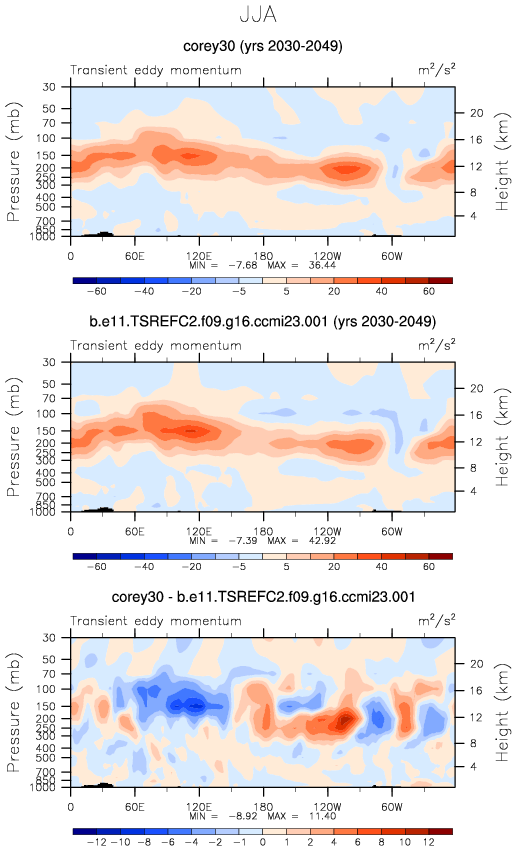 JJA
corey30 (yrs 2030-2049)
Transient eddy momentum m²/s²
Pressure (mb)
Height (km)
30
50
70
100
150
200
250
300
400
500
700
850
1000
20
16
12
8
4
0 60E 120E 180 120W 60W
MIN = -7.68 MAX = 36.44
-60 -40 -20 -5 5 20 40 60
b.e11.TSREFC2.f09.g16.ccmi23.001 (yrs 2030-2049)
Transient eddy momentum m²/s²
Pressure (mb)
Height (km)
30
50
70
100
150
200
250
300
400
500
700
850
1000
20
16
12
8
4
0 60E 120E 180 120W 60W
MIN = -7.39 MAX = 42.92
-60 -40 -20 -5 5 20 40 60
corey30 - b.e11.TSREFC2.f09.g16.ccmi23.001
Transient eddy momentum m²/s²
Pressure (mb)
Height (km)
30
50
70
100
150
200
250
300
400
500
700
850
1000
20
16
12
8
4
0 60E 120E 180 120W 60W
MIN = -8.92 MAX = 11.40
-12 -10 -8 -6 -4 -2 -1 0 1 2 4 6 8 10 12